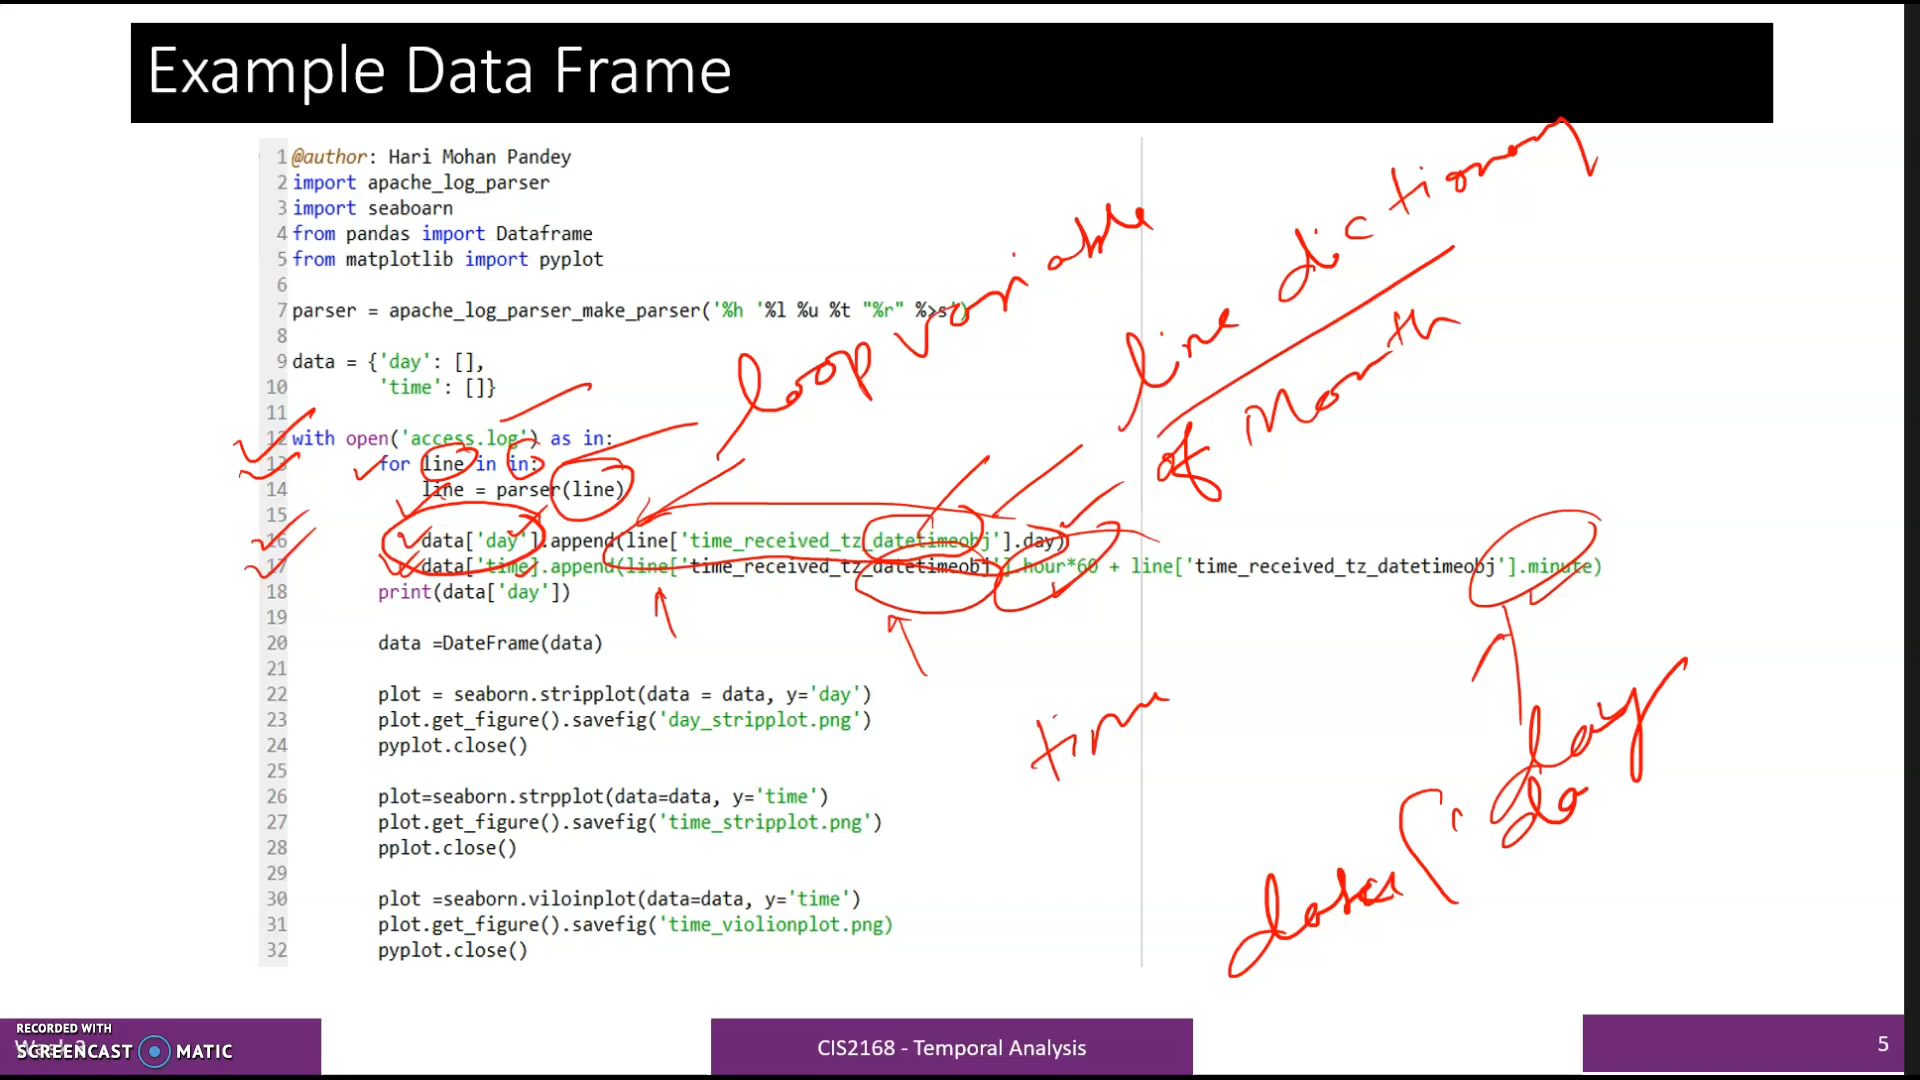 Example Data Frame
1 @author: Hari Mohan Pandey
2 import apache_log_parser
3 import seaboarn
4 from pandas import Dataframe
5 from matplotlib import pyplot
6
7 parser = apache_log_parser_make_parser('%h '%l %u %t "%r" %>s')
8
9 data = {'day': [],
10 'time': []}
11
12 with open('access.log') as in:
13 for line in in:
14 line = parser(line)
15
16 data['day'].append(line['time_received_tz_datetimeobj'].day)
17 data['time].append(line['time_received_tz_datetimeobj'].hour*60 + line['time_received_tz_datetimeobj'].minute)
18 print(data['day'])
19
20 data =DateFrame(data)
21
22 plot = seaborn.stripplot(data = data, y='day')
23 plot.get_figure().savefig('day_stripplot.png')
24 pyplot.close()
25
26 plot=seaborn.strpplot(data=data, y='time')
27 plot.get_figure().savefig('time_stripplot.png')
28 pplot.close()
29
30 plot =seaborn.viloinplot(data=data, y='time')
31 plot.get_figure().savefig('time_violionplot.png)
32 pyplot.close()
loop variable
line dictionary
of Month
time
day
data['da
RECORDED WITH
SCREENCAST MATIC
CIS2168 - Temporal Analysis
5